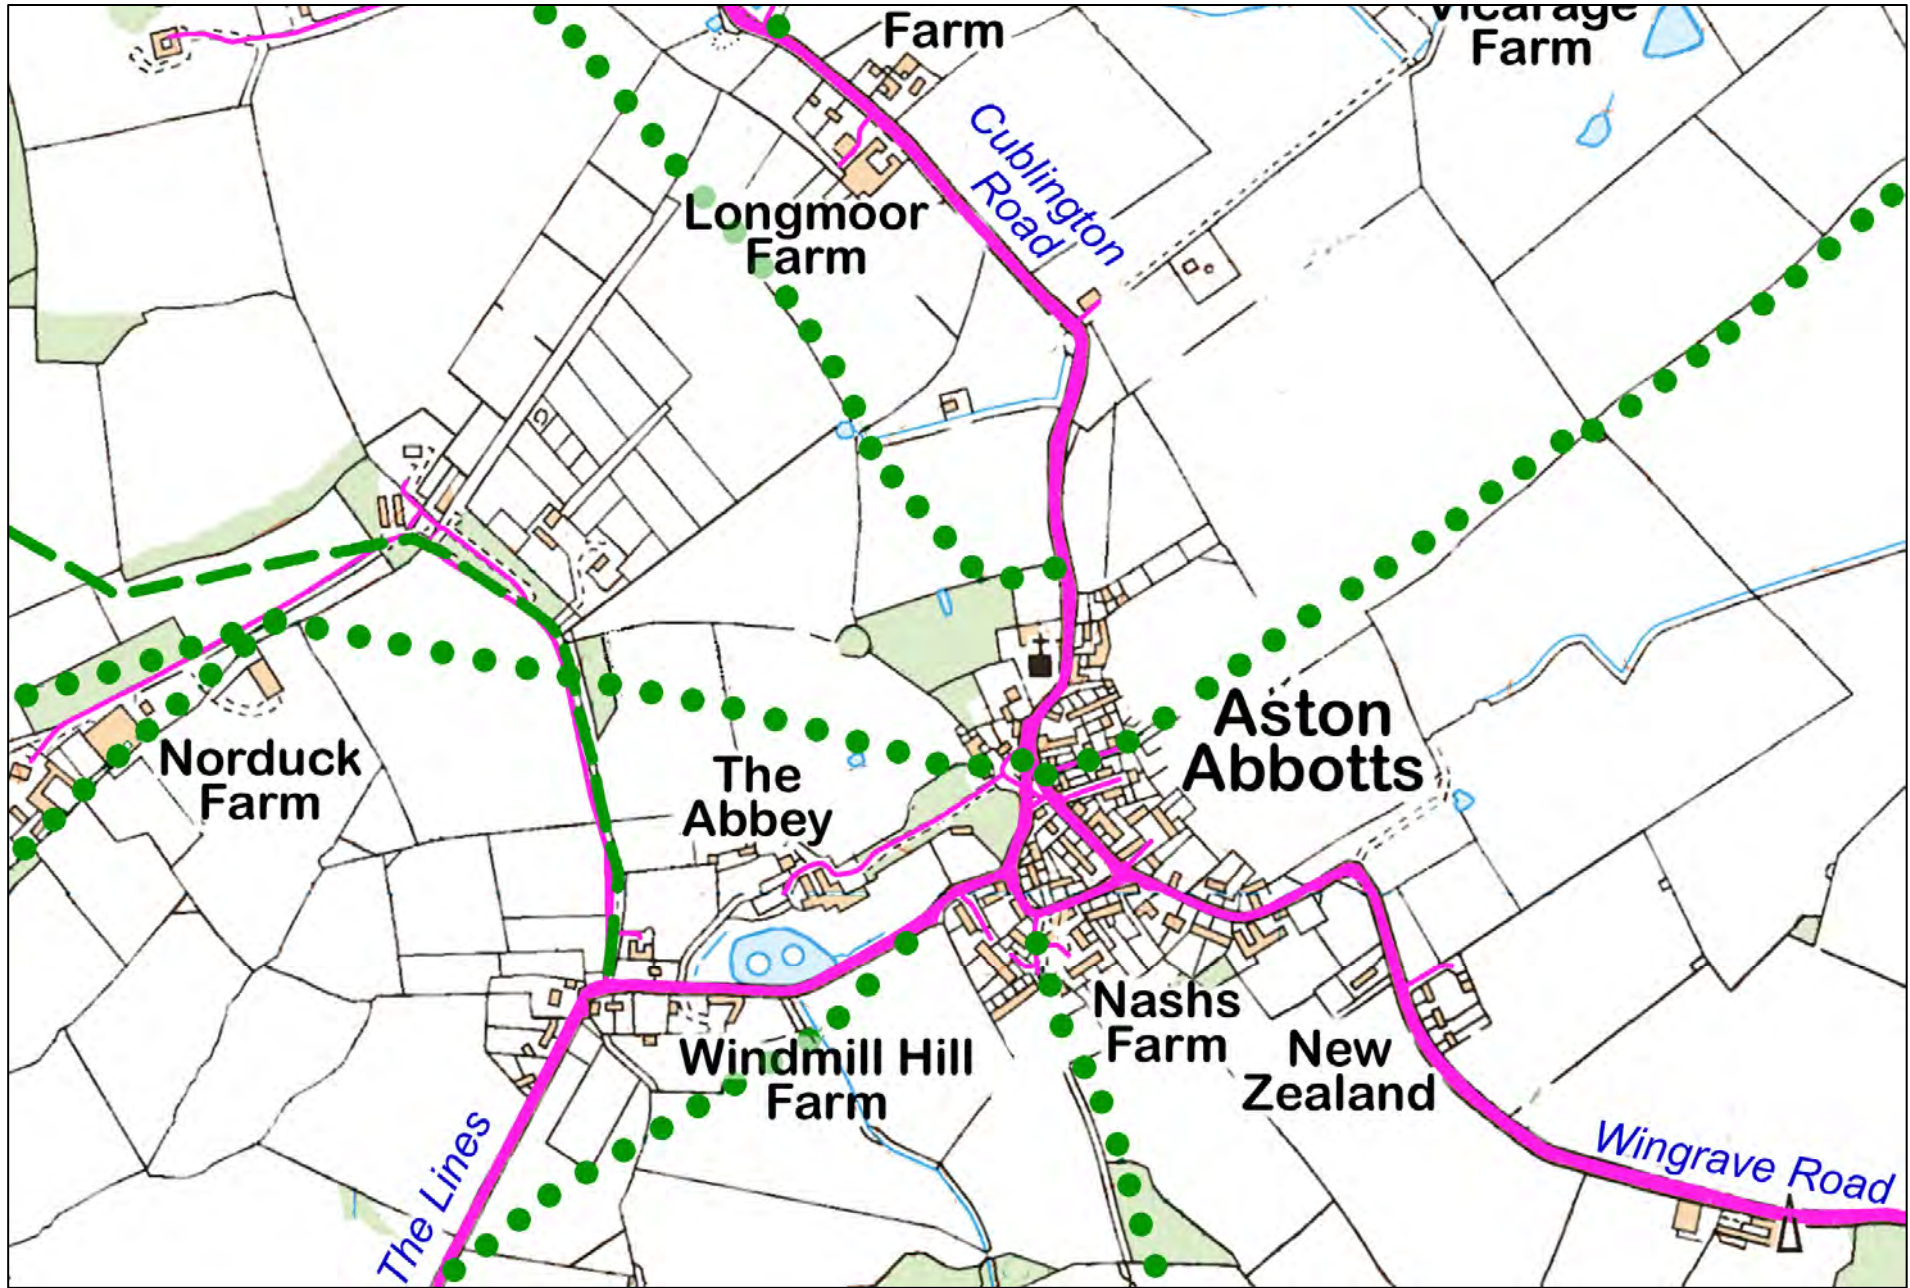 Farm
Vicarage
Farm
Cublington
Road
Longmoor
Farm
Aston
Abbotts
Norduck
Farm
The
Abbey
Nashs
Farm
New
Zealand
Windmill Hill
Farm
The Lines
Wingrave Road